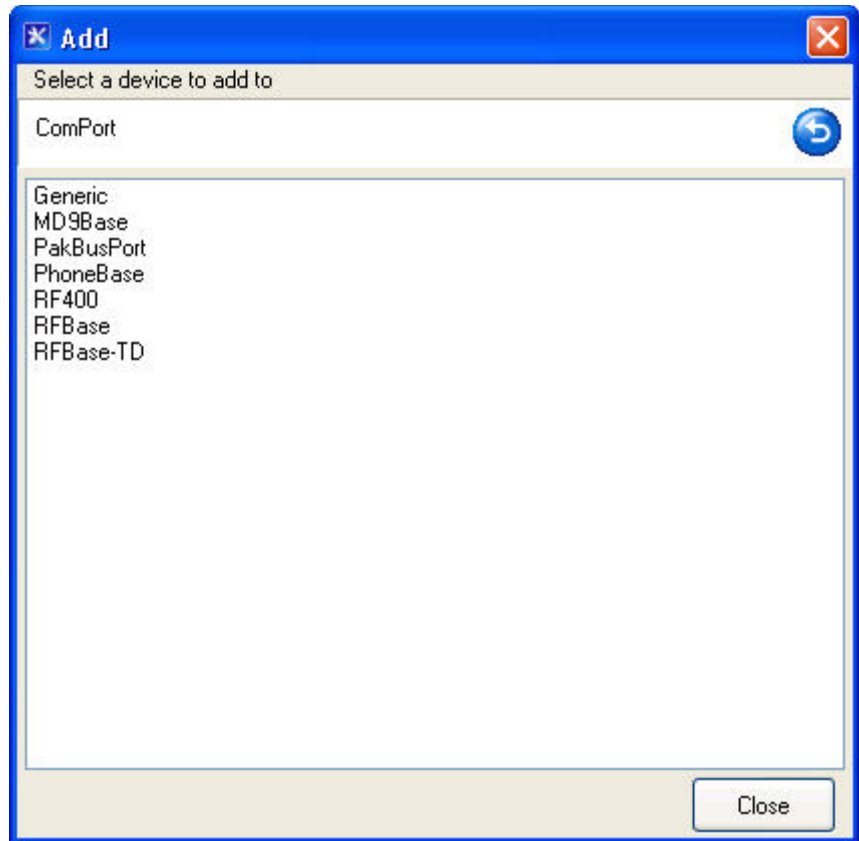 Add
Select a device to add to
ComPort
Generic
MD9Base
PakBusPort
PhoneBase
RF400
RFBase
RFBase-TD
Close